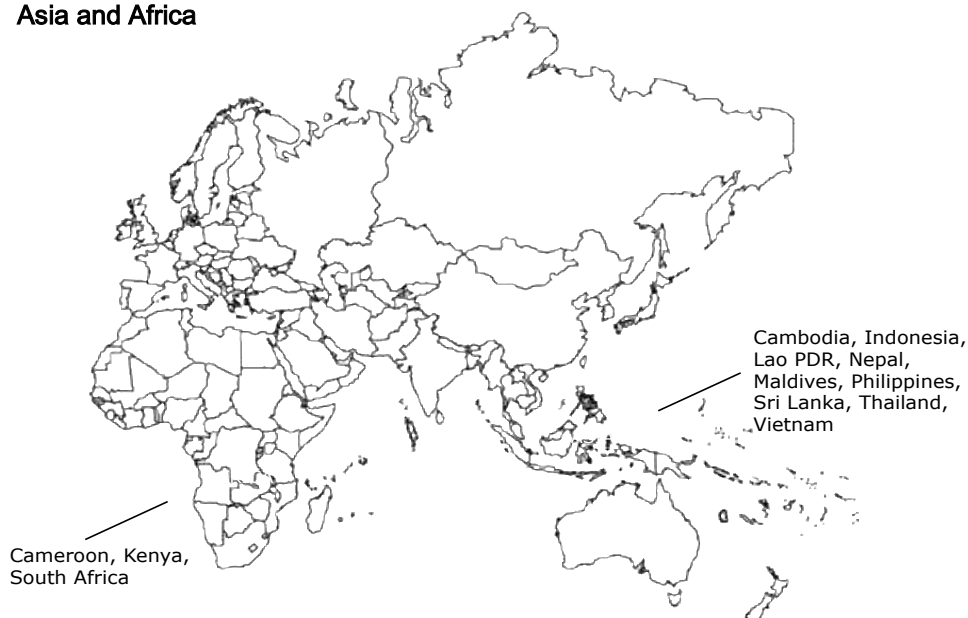 Asia and Africa
Cambodia, Indonesia,
Lao PDR, Nepal,
Maldives, Philippines,
Sri Lanka, Thailand,
Vietnam
Cameroon, Kenya,
South Africa